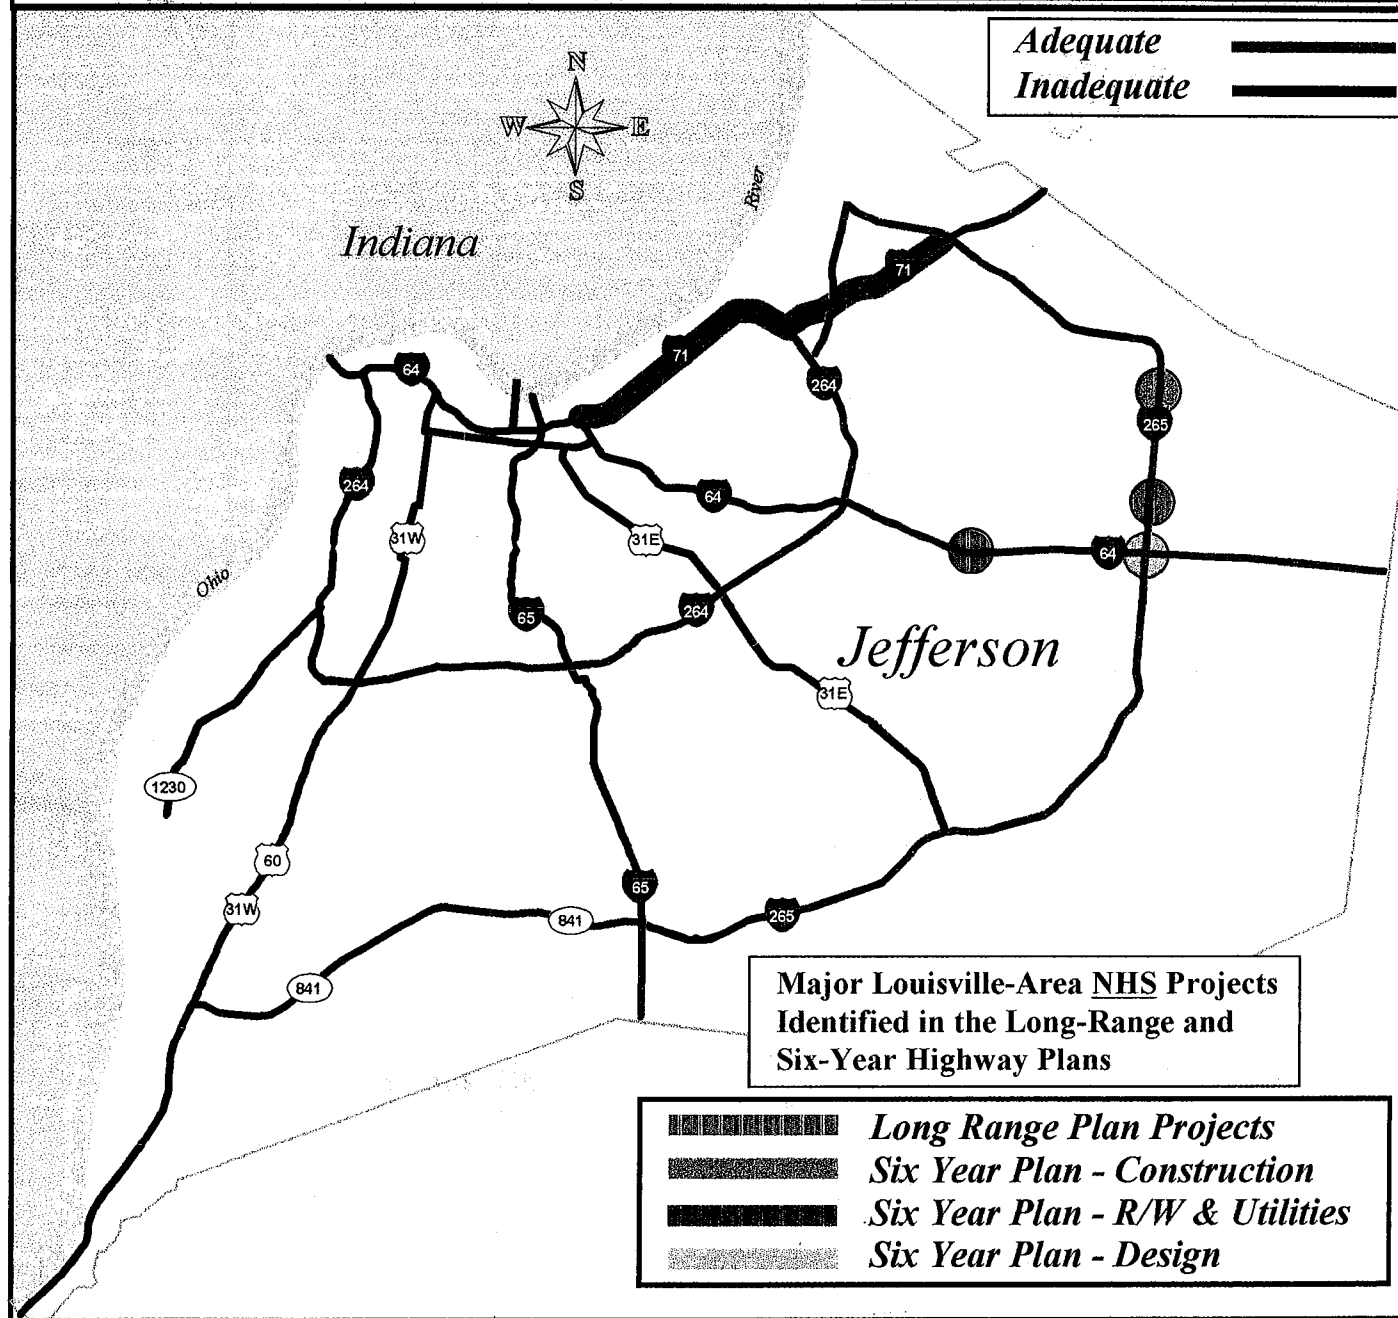 Adequate
Inadequate
N
W E
S
River
Indiana
71
71
64
264
265
264
64
31W
31E
64
Ohio
65
264
Jefferson
31E
1230
60
65
31W
841
265
841
Major Louisville-Area NHS Projects
Identified in the Long-Range and
Six-Year Highway Plans
Long Range Plan Projects
Six Year Plan - Construction
Six Year Plan - R/W & Utilities
Six Year Plan - Design